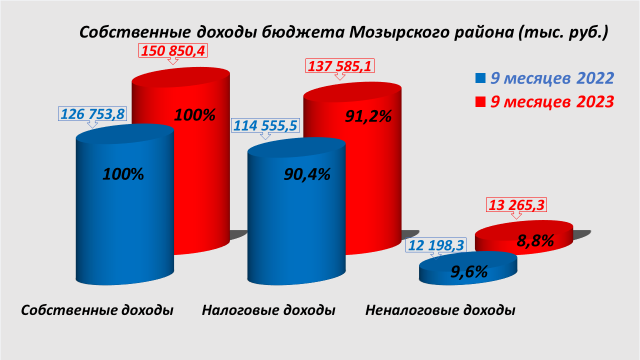 Собственные доходы бюджета Мозырского района (тыс. руб.)
150 850,4
137 585,1
9 месяцев 2022
9 месяцев 2023
126 753,8
100%
114 555,5
91,2%
100%
90,4%
13 265,3
12 198,3
8,8%
9,6%
Собственные доходы
Налоговые доходы
Неналоговые доходы